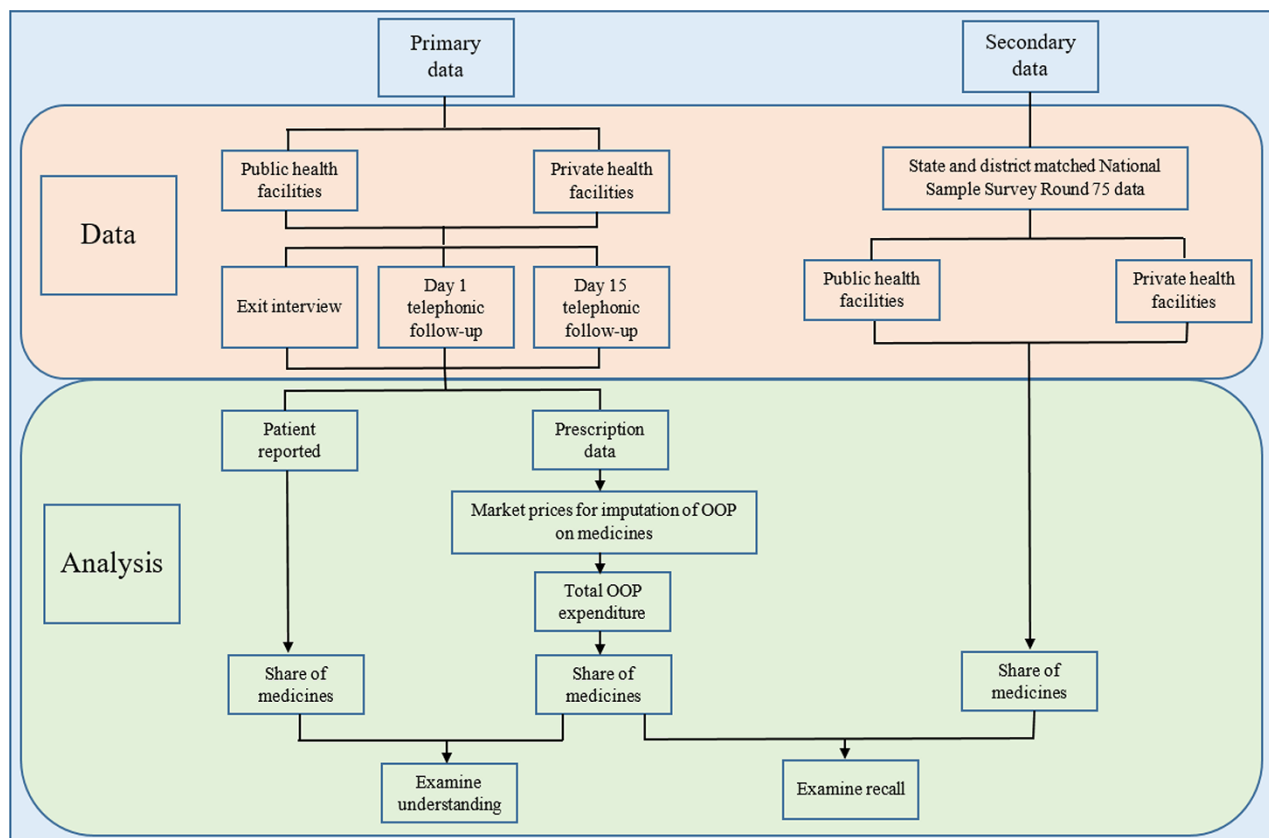 Primary
data
Secondary
data
Data
Public health
facilities
Private health
facilities
State and district matched National
Sample Survey Round 75 data
Exit interview
Day 1
telephonic
follow-up
Day 15
telephonic
follow-up
Public health
facilities
Private health
facilities
Analysis
Patient
reported
Prescription
data
Market prices for imputation of OOP
on medicines
Total OOP
expenditure
Share of
medicines
Share of
medicines
Share of
medicines
Examine
understanding
Examine recall